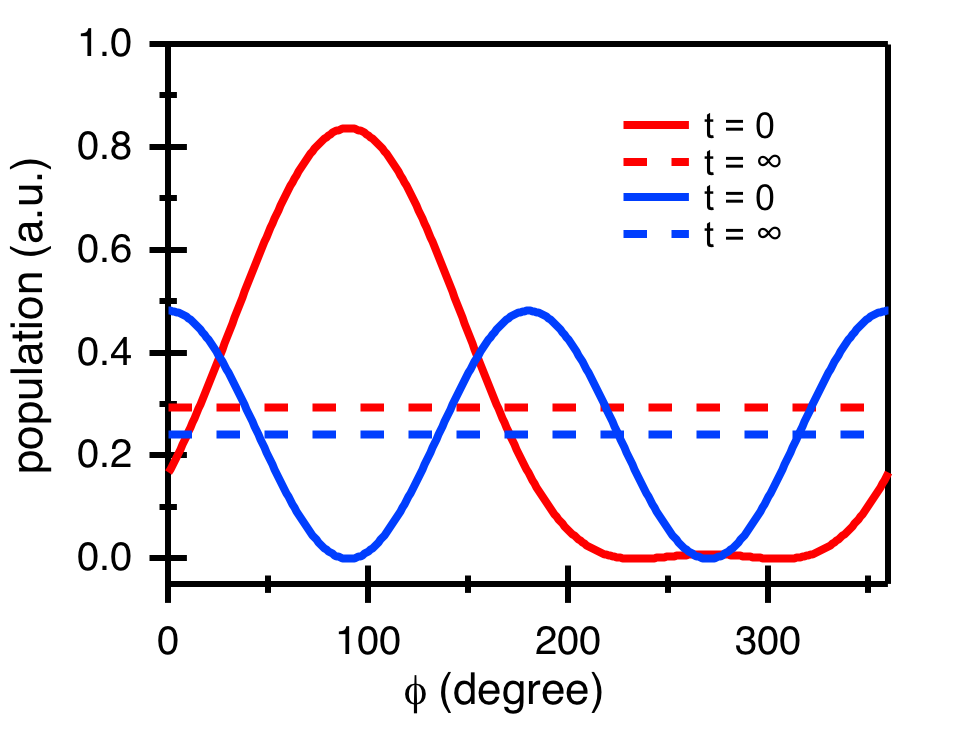 1.0
0.8
0.6
0.4
0.2
0.0
population (a.u.)
t = 0
t = ∞
t = 0
t = ∞
0 100 200 300
ϕ (degree)